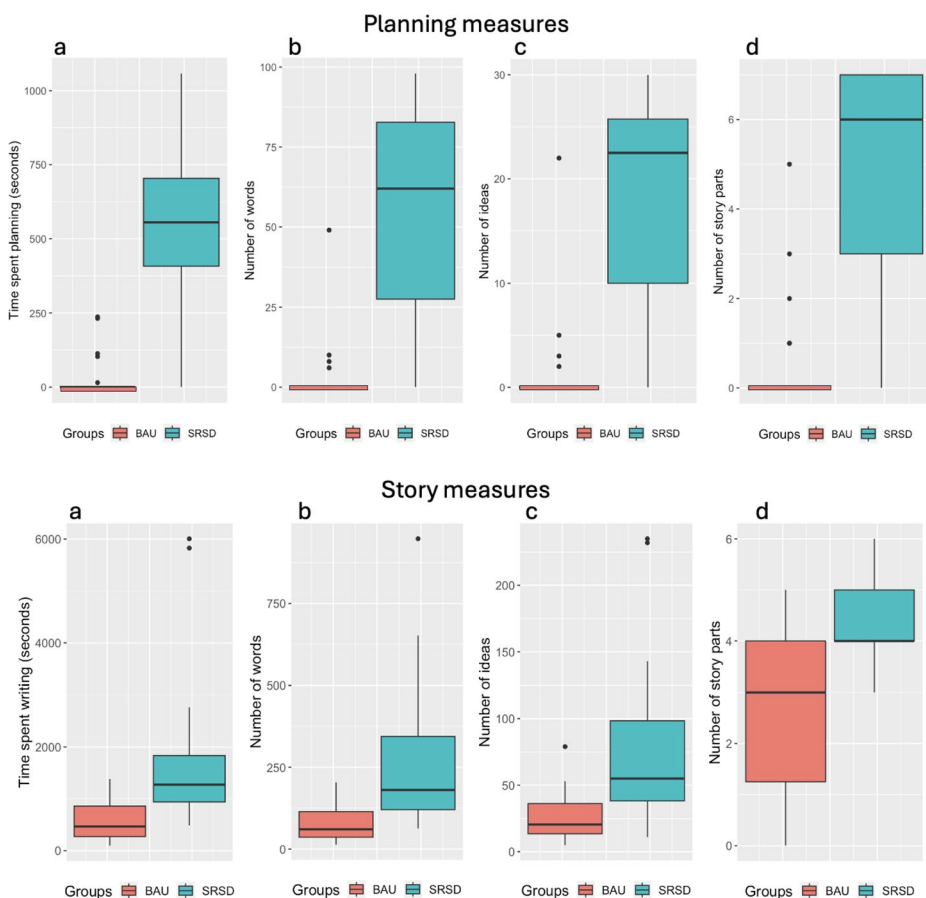 Planning measures
a
b
c
d
Time spent planning (seconds)
1000
750
500
250
0
Number of words
100
75
50
25
0
Number of ideas
30
20
10
0
Number of story parts
6
4
2
0
Groups BAU SRSD
Groups BAU SRSD
Groups BAU SRSD
Groups BAU SRSD
Story measures
a
b
c
d
Time spent writing (seconds)
6000
4000
2000
0
Number of words
750
500
250
0
Number of ideas
200
150
100
50
0
Number of story parts
6
4
2
0
Groups BAU SRSD
Groups BAU SRSD
Groups BAU SRSD
Groups BAU SRSD